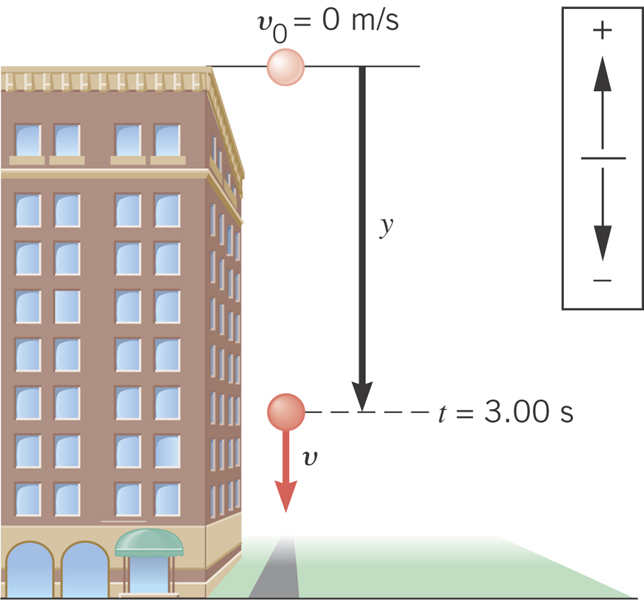 v₀ = 0 m/s
+
y
−
t = 3.00 s
v